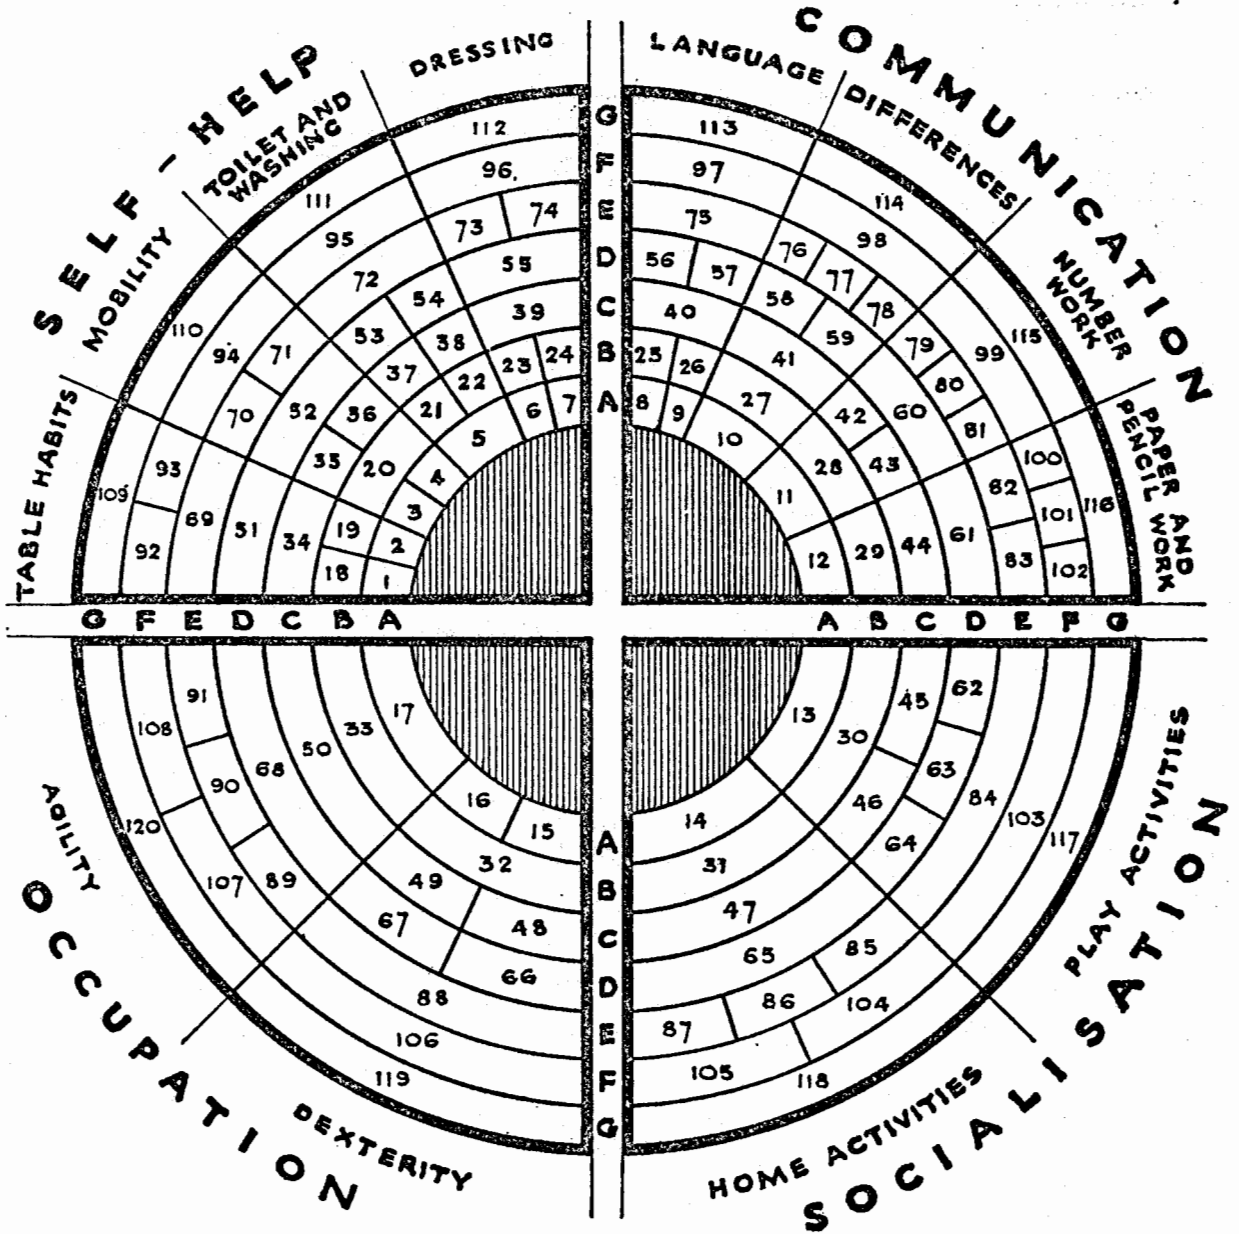 SELF-HELP
TABLE HABITS
MOBILITY
TOILET AND
WASHING
DRESSING
COMMUNICATION
LANGUAGE
DIFFERENCES
NUMBER
WORK
PAPER AND
PENCIL WORK
112
96.
73 74
55
39
23 24
6 7
111
95
72
53 54
37 38
21 22
5
110
94 71
70
52
36
35
20
4
3
109
93
92
69
51
34
19
18
2
1
G
F
E
D
C
B
A
113
97
75
56 57
40
25 26
8 9
114
98
76 77 78
58 59
41
27
10
115
99
79
80
81
60
42
43
28
11
116
100
101
102
82
83
61
44
29
12
G F E D C B A
A B C D E F G
91
108
90
68
50
33
17
120
107
89
16
15
32
49
48
67
66
88
106
119
A
B
C
D
E
F
G
13
30
45
62
46
63
64
84
103
117
14
31
47
65
85
86
87
104
105
118
AGILITY
DEXTERITY
OCCUPATION
PLAY ACTIVITIES
HOME ACTIVITIES
SOCIALISATION